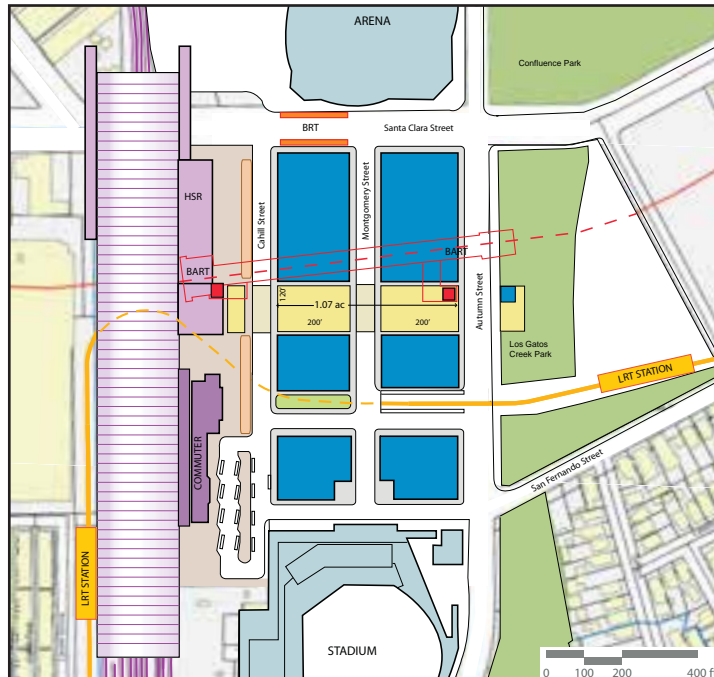 ARENA
Confluence Park
BRT
Santa Clara Street
HSR
Cahill Street
Montgomery Street
BART
BART
Autumn Street
120'
1.07 ac
200'
200'
Los Gatos
Creek Park
LRT STATION
COMMUTER
San Fernando Street
LRT STATION
STADIUM
0 100 200 400 ft